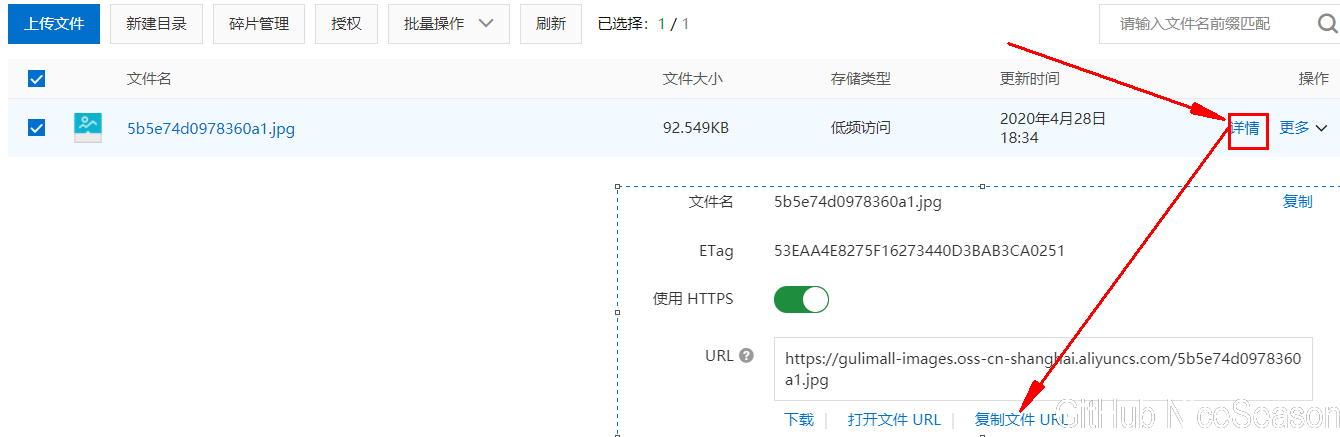 上传文件 新建目录 碎片管理 授权 批量操作 刷新 已选择：1 / 1 请输入文件名前缀匹配
文件名 文件大小 存储类型 更新时间 操作
5b5e74d0978360a1.jpg 92.549KB 低频访问 2020年4月28日 详情 更多
18:34
文件名 5b5e74d0978360a1.jpg 复制
ETag 53EAA4E8275F16273440D3BAB3CA0251
使用 HTTPS
URL https://gulimall-images.oss-cn-shanghai.aliyuncs.com/5b5e74d0978360
a1.jpg
下载 打开文件 URL 复制文件 URL
GitHub NiceSeason